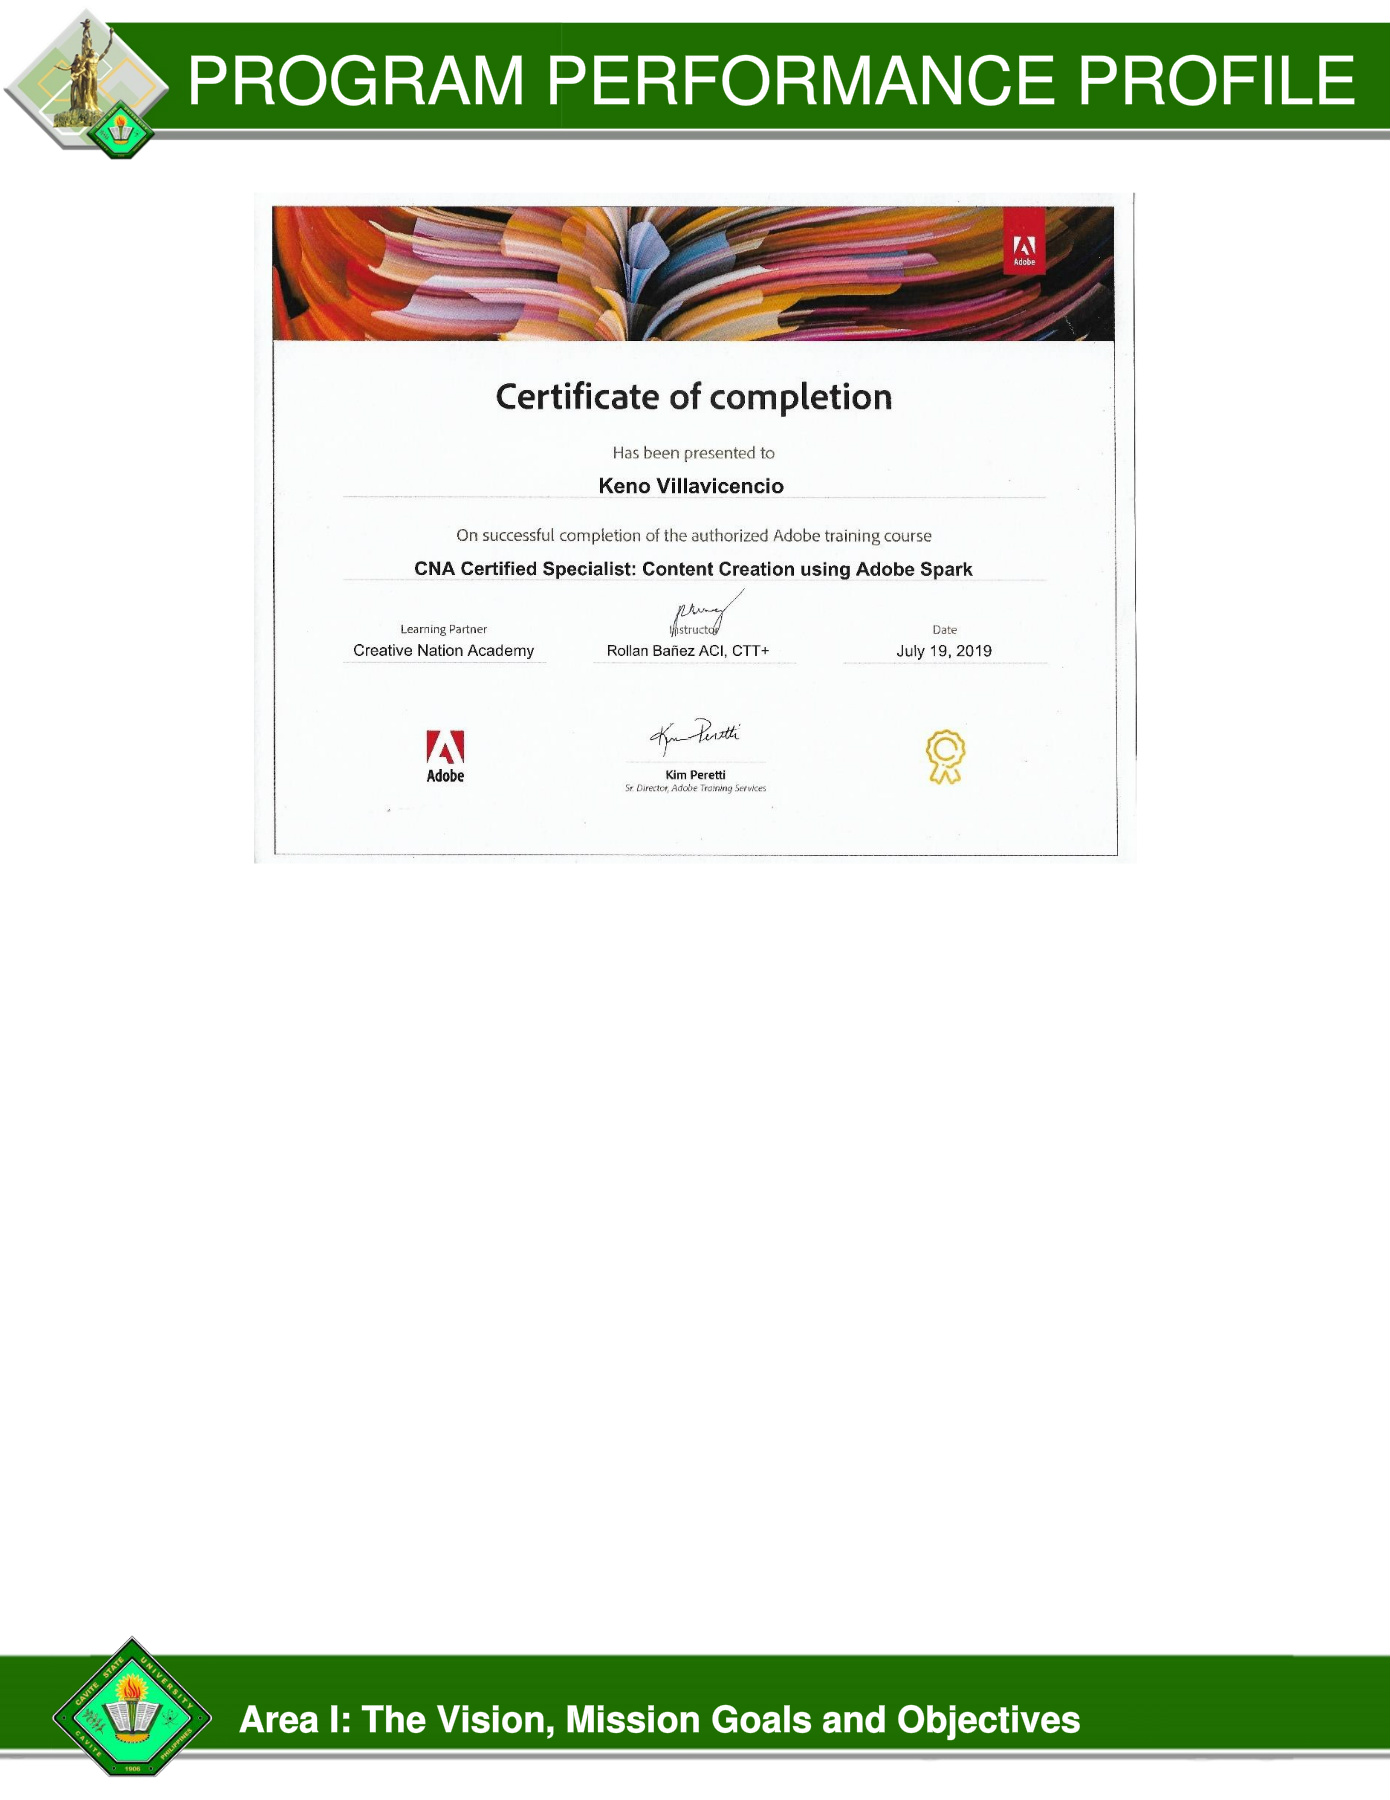 PROGRAM PERFORMANCE PROFILE
Adobe
Certificate of completion
Has been presented to
Keno Villavicencio
On successful completion of the authorized Adobe training course
CNA Certified Specialist: Content Creation using Adobe Spark
Learning Partner
Instructor
Date
Creative Nation Academy
Rollan Bañez ACI, CTT+
July 19, 2019
Kim Peretti
Adobe
Kim Peretti
Sr. Director, Adobe Training Services
CAVITE STATE UNIVERSITY
CAVITE
PHILIPPINES
1906
Area I: The Vision, Mission Goals and Objectives